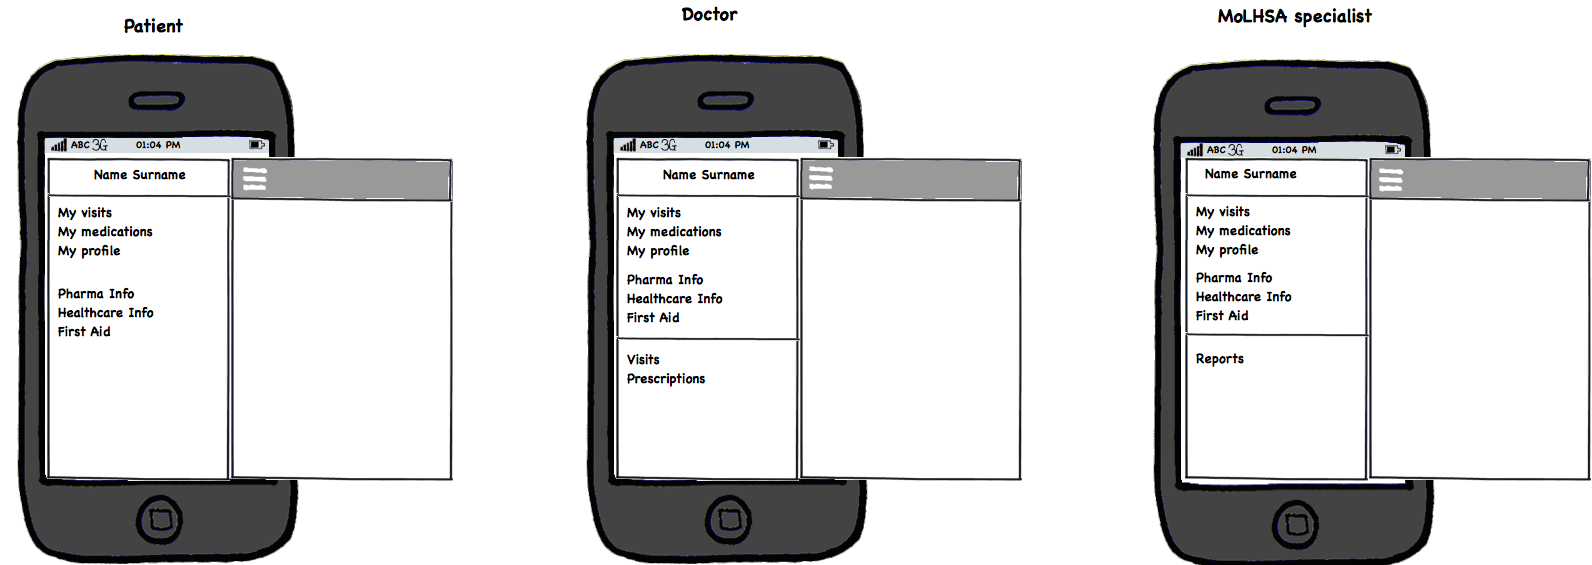 Patient
ABC 3G 01:04 PM
Name Surname
My visits
My medications
My profile
Pharma Info
Healthcare Info
First Aid
Doctor
ABC 3G 01:04 PM
Name Surname
My visits
My medications
My profile
Pharma Info
Healthcare Info
First Aid
Visits
Prescriptions
MoLHSA specialist
ABC 3G 01:04 PM
Name Surname
My visits
My medications
My profile
Pharma Info
Healthcare Info
First Aid
Reports